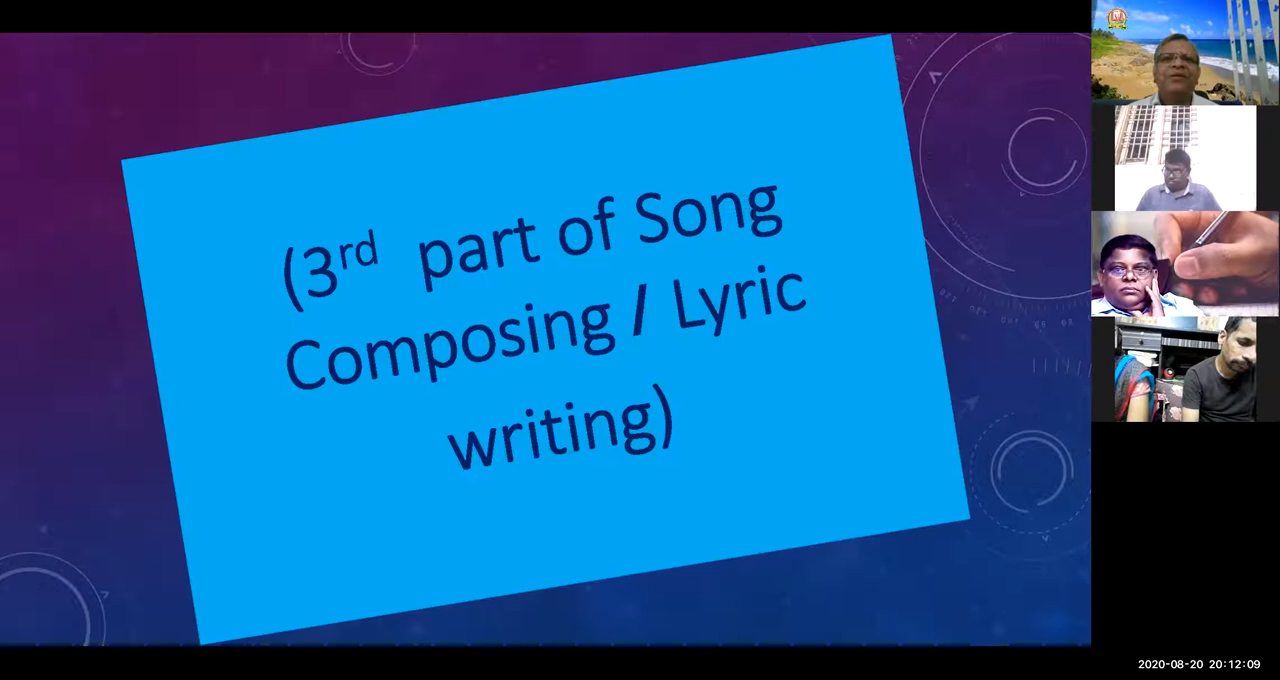 (3rd part of Song
Composing / Lyric
writing)
2020-08-20 20:12:09